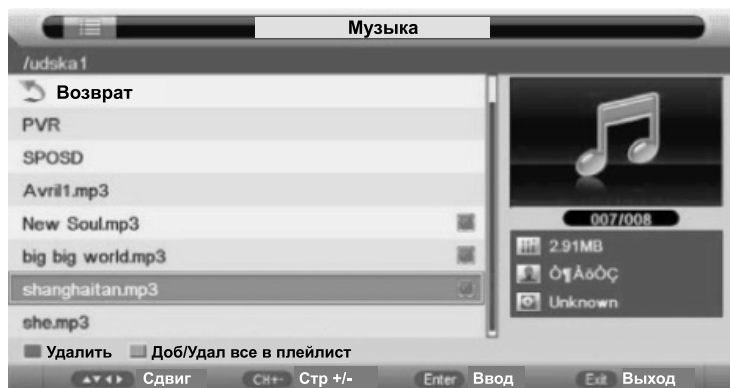 Музыка
/udska1
Возврат
PVR
SPOSD
Avril1.mp3
New Soul.mp3
big big world.mp3
shanghaitan.mp3
she.mp3
007/008
2.91MB
Ò¶ÀöÒÇ
Unknown
Удалить Доб/Удал все в плейлист
Сдвиг CH+- Стр +/- Enter Ввод Exit Выход